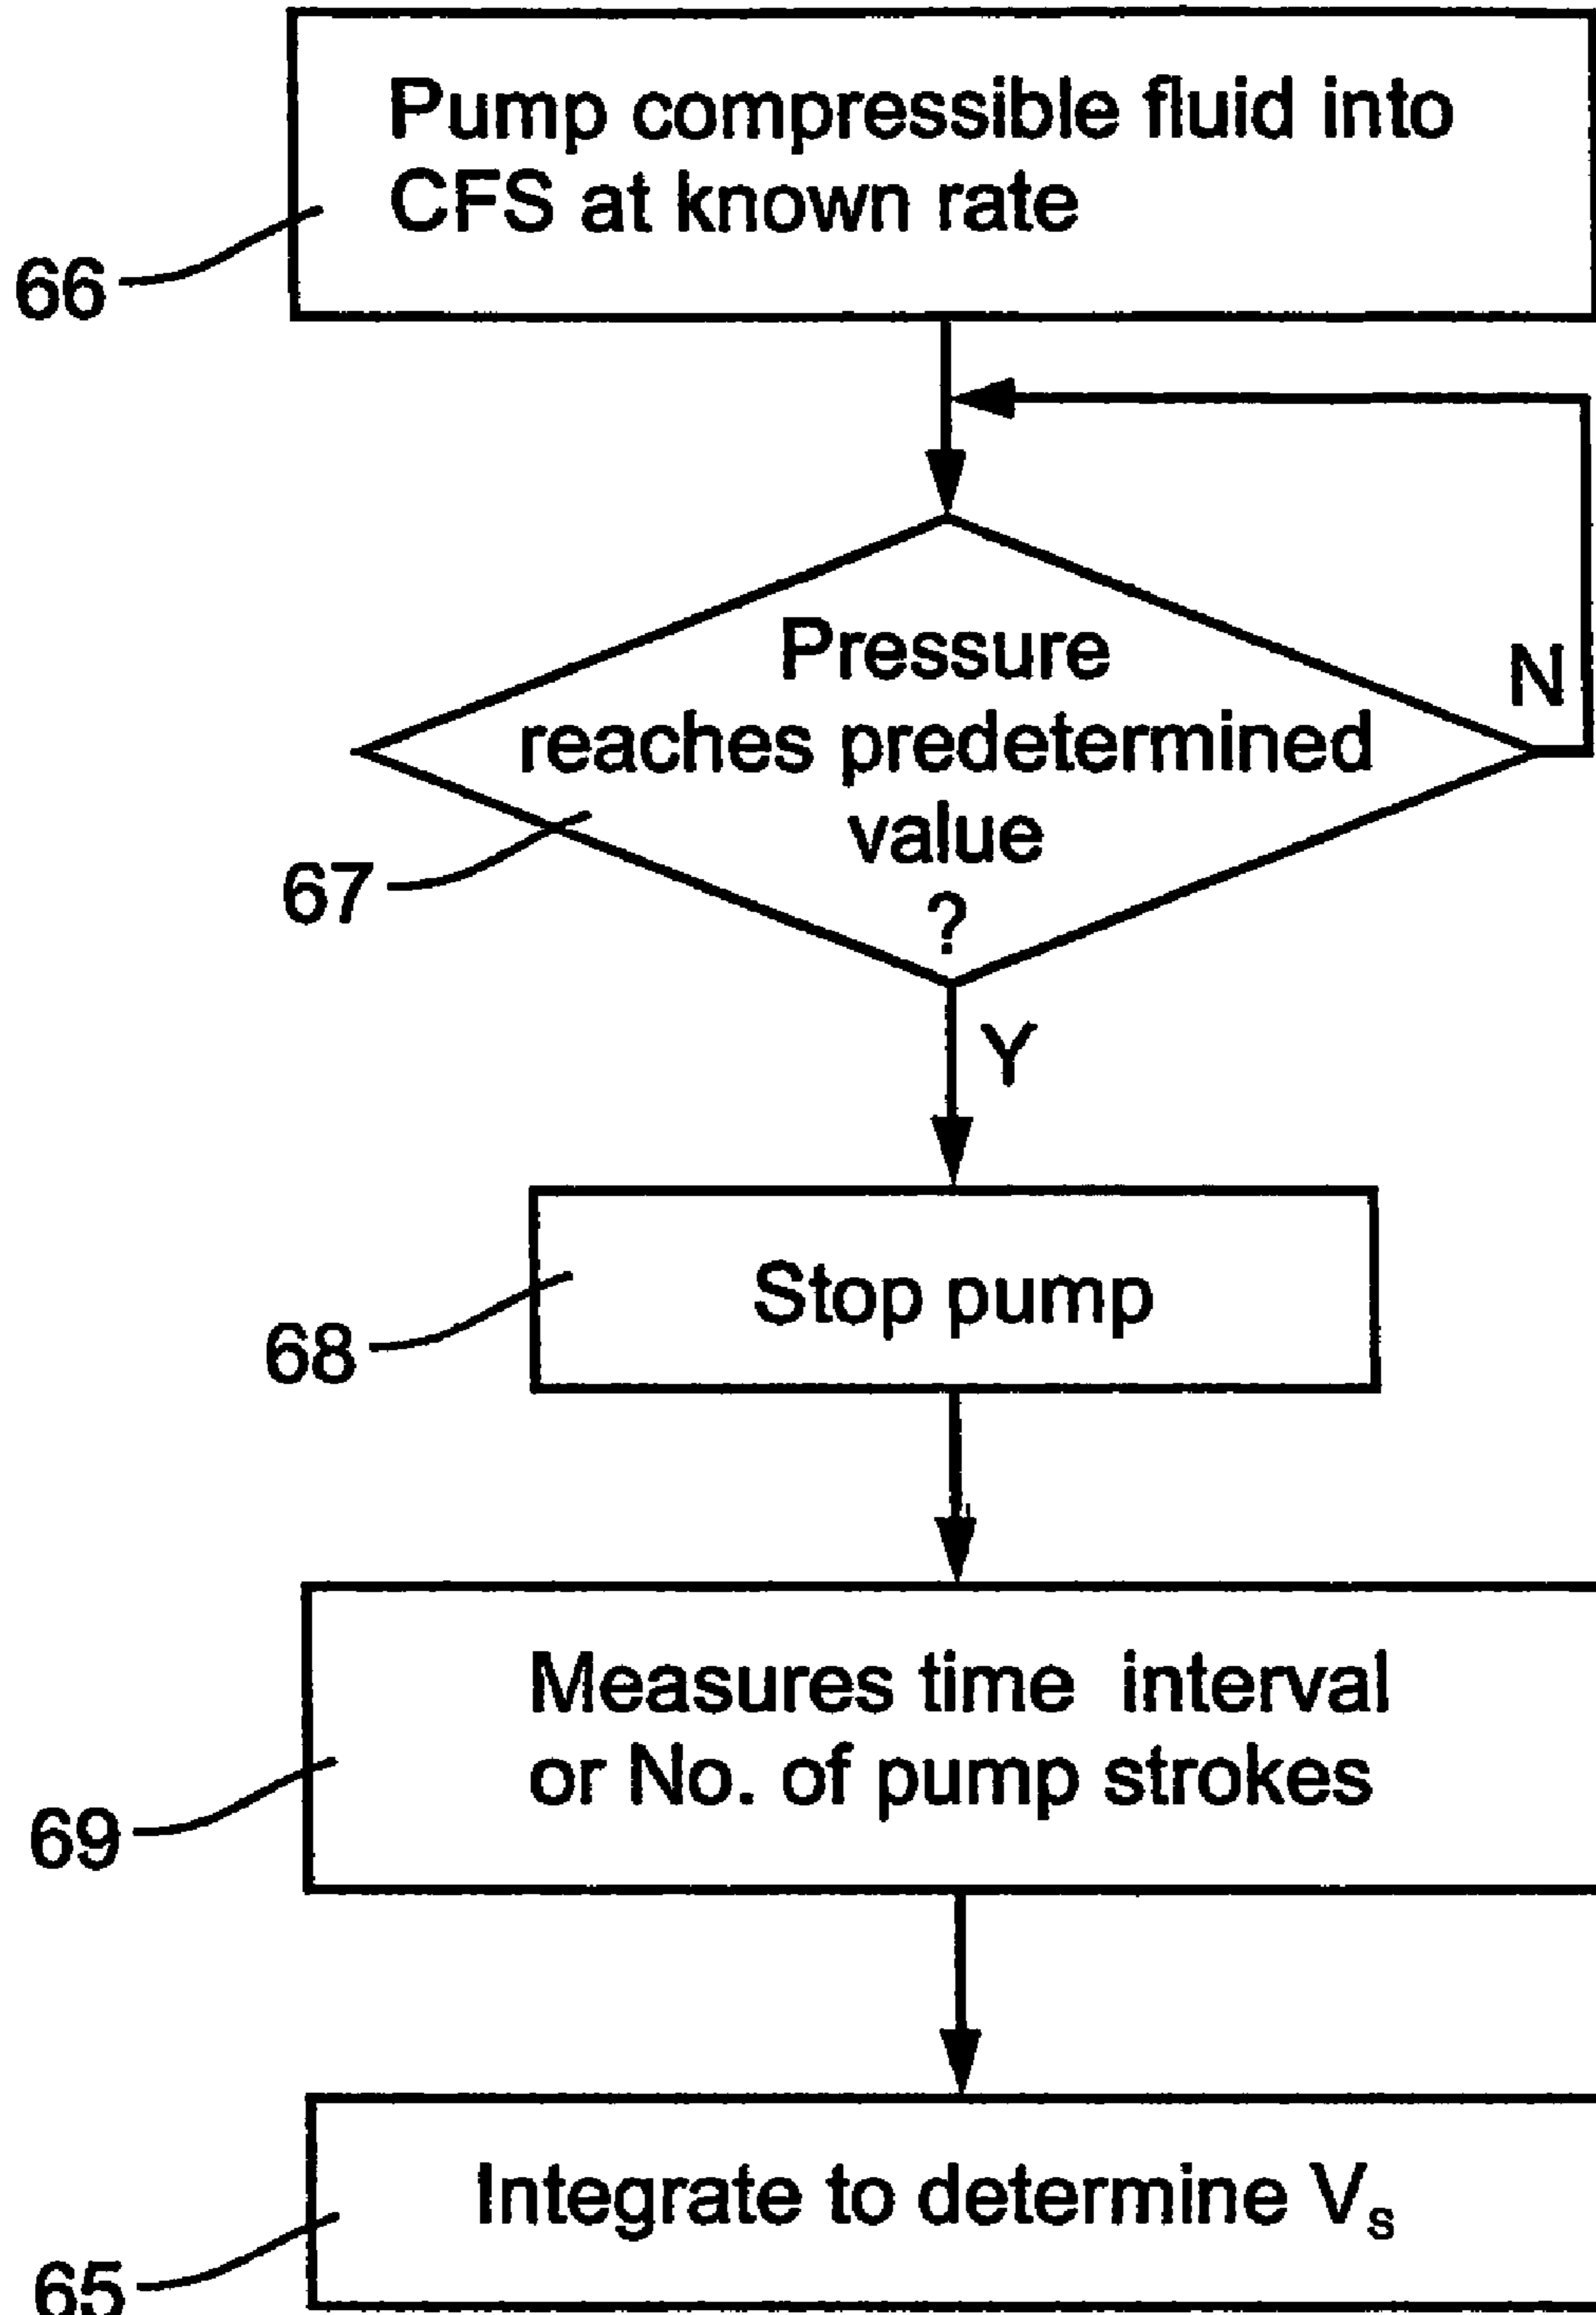 Pump compressible fluid into
CFS at known rate
66
Pressure
reaches predetermined
value
?
N
67
Y
Stop pump
68
Measures time interval
or No. of pump strokes
69
Integrate to determine Vs
65